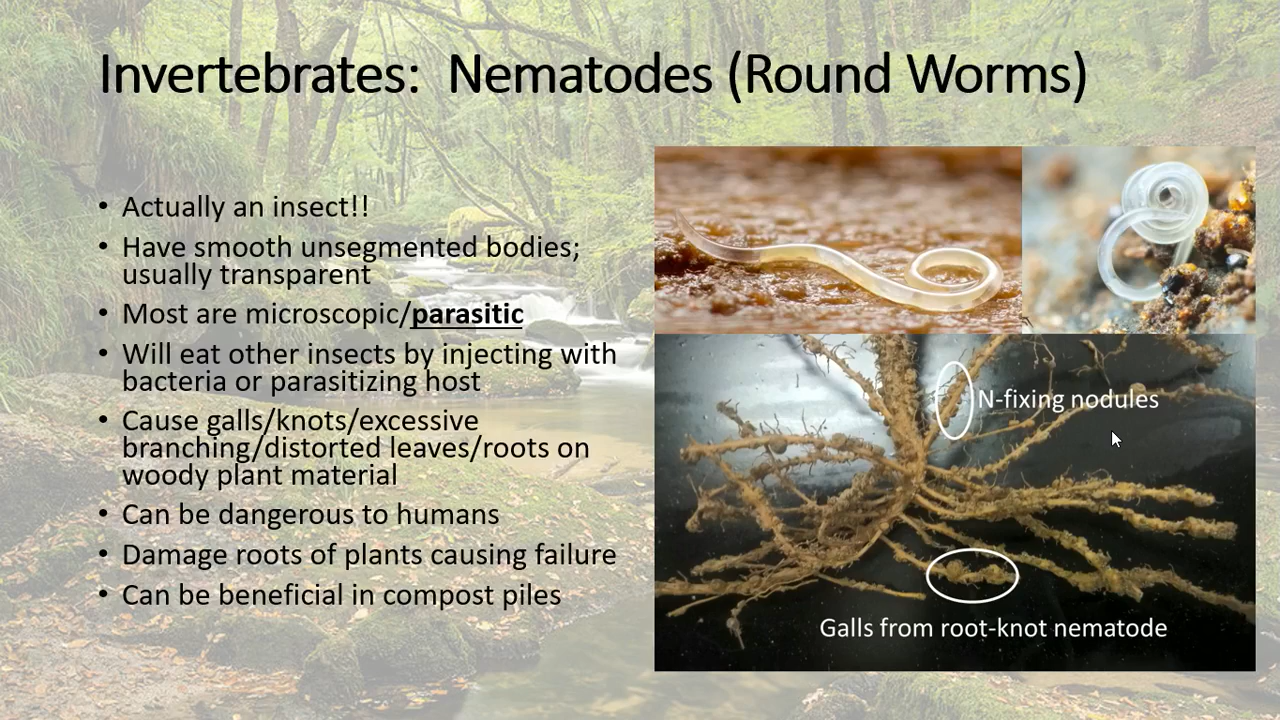 Invertebrates:  Nematodes (Round Worms)
• Actually an insect!!
• Have smooth unsegmented bodies;
usually transparent
• Most are microscopic/parasitic
• Will eat other insects by injecting with
bacteria or parasitizing host
• Cause galls/knots/excessive
branching/distorted leaves/roots on
woody plant material
• Can be dangerous to humans
• Damage roots of plants causing failure
• Can be beneficial in compost piles
N-fixing nodules
Galls from root-knot nematode